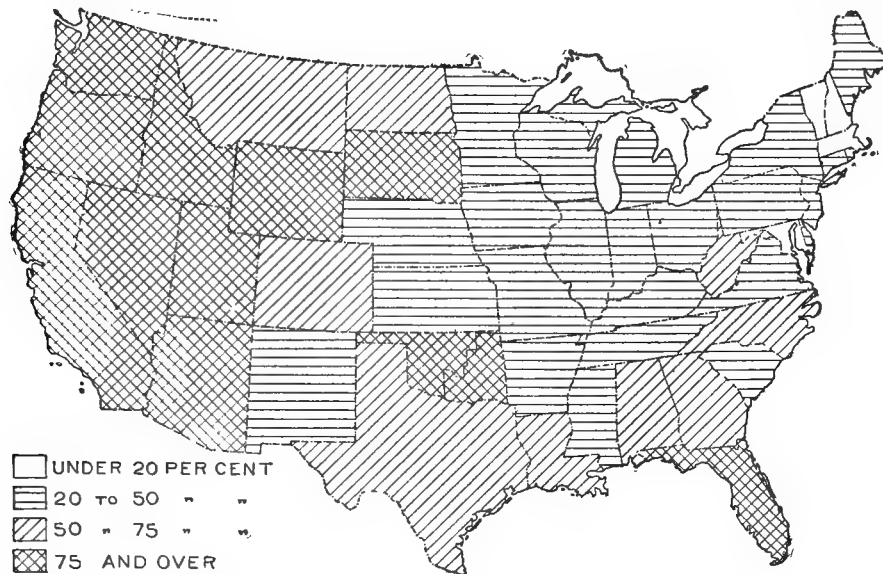 UNDER 20 PER CENT
20 TO 50 " "
50 " 75 " "
75 AND OVER